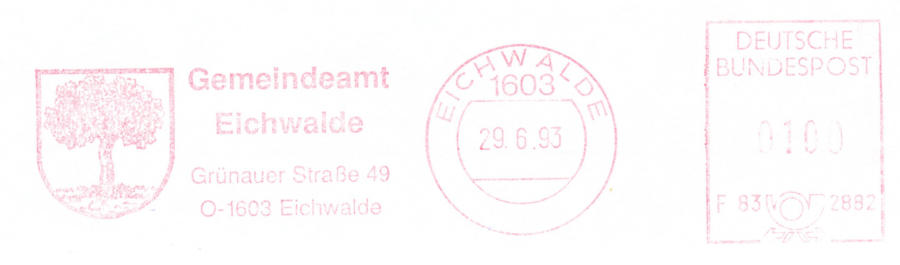 Gemeindeamt
Eichwalde
Grünauer Straße 49
O-1603 Eichwalde
EICHWALDE
1603
29.6.93
DEUTSCHE
BUNDESPOST
0100
F 83 2882